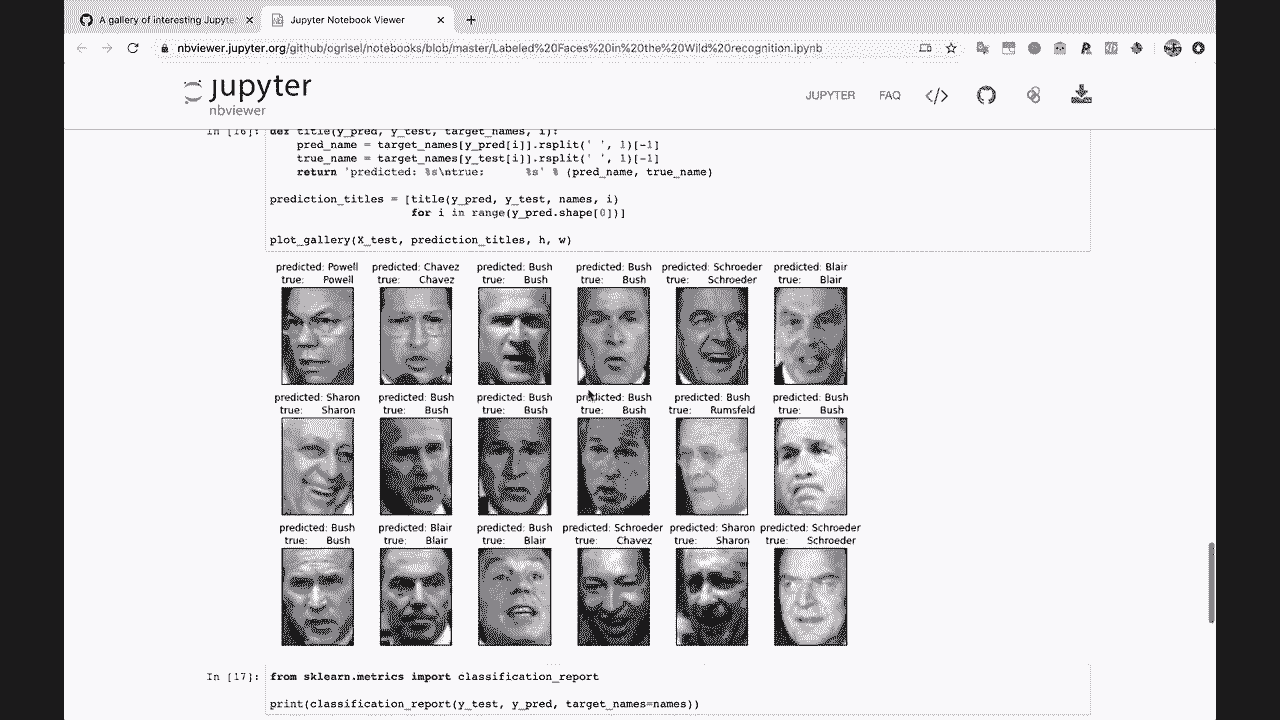 A gallery of interesting Jupyte
Jupyter Notebook Viewer
nbviewer.jupyter.org/github/ogrisel/notebooks/blob/master/Labeled%20Faces%20in%20the%20Wild%20recognition.ipynb
jupyter
nbviewer
JUPYTER FAQ
In [16]: def title(y_pred, y_test, target_names, i):
pred_name = target_names[y_pred[i]].rsplit(' ', 1)[-1]
true_name = target_names[y_test[i]].rsplit(' ', 1)[-1]
return 'predicted: %s\ntrue:      %s' % (pred_name, true_name)
prediction_titles = [title(y_pred, y_test, names, i)
for i in range(y_pred.shape[0])]
plot_gallery(X_test, prediction_titles, h, w)
predicted: Powell predicted: Chavez predicted: Bush predicted: Bush predicted: Schroeder predicted: Blair
true: Powell true: Chavez true: Bush true: Bush true: Schroeder true: Blair
predicted: Sharon predicted: Bush predicted: Bush predicted: Bush predicted: Bush predicted: Bush
true: Sharon true: Bush true: Bush true: Bush true: Rumsfeld true: Bush
predicted: Bush predicted: Blair predicted: Bush predicted: Schroeder predicted: Sharon predicted: Schroeder
true: Bush true: Blair true: Blair true: Chavez true: Sharon true: Schroeder
In [17]: from sklearn.metrics import classification_report
print(classification_report(y_test, y_pred, target_names=names))